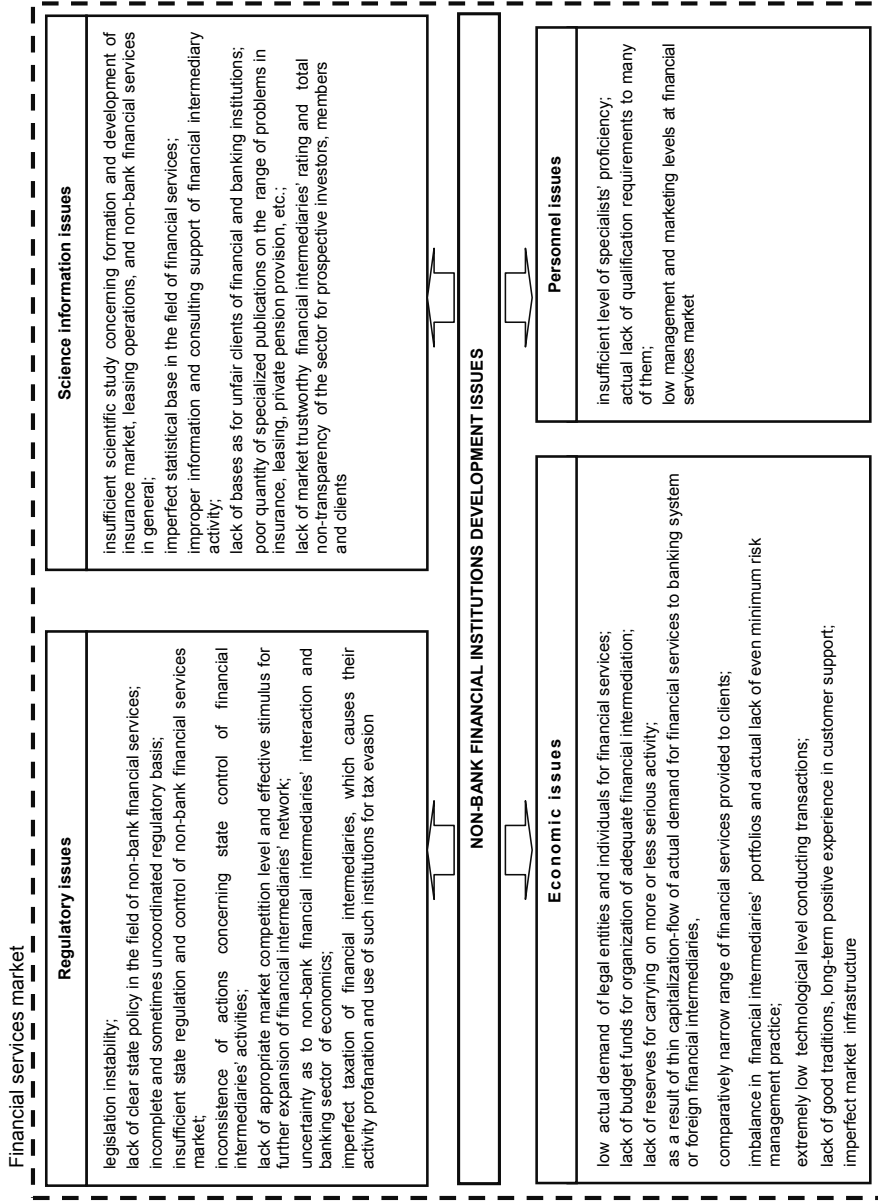 Financial services market
Regulatory issues
legislation instability;
lack of clear state policy in the field of non-bank financial services;
incomplete and sometimes uncoordinated regulatory basis;
insufficient state regulation and control of non-bank financial services
market;
inconsistence of actions concerning state control of financial
intermediaries' activities;
lack of appropriate market competition level and effective stimulus for
further expansion of financial intermediaries' network;
uncertainty as to non-bank financial intermediaries' interaction and
banking sector of economics;
imperfect taxation of financial intermediaries, which causes their
activity profanation and use of such institutions for tax evasion
Science information issues
insufficient scientific study concerning formation and development of
insurance market, leasing operations, and non-bank financial services
in general;
imperfect statistical base in the field of financial services;
improper information and consulting support of financial intermediary
activity;
lack of bases as for unfair clients of financial and banking institutions;
poor quantity of specialized publications on the range of problems in
insurance, leasing, private pension provision, etc.;
lack of market trustworthy financial intermediaries' rating and total
non-transparency of the sector for prospective investors, members
and clients
NON-BANK FINANCIAL INSTITUTIONS DEVELOPMENT ISSUES
Economic issues
low actual demand of legal entities and individuals for financial services;
lack of budget funds for organization of adequate financial intermediation;
lack of reserves for carrying on more or less serious activity;
as a result of thin capitalization-flow of actual demand for financial services to banking system
or foreign financial intermediaries,
comparatively narrow range of financial services provided to clients;
imbalance in financial intermediaries' portfolios and actual lack of even minimum risk
management practice;
extremely low technological level conducting transactions;
lack of good traditions, long-term positive experience in customer support;
imperfect market infrastructure
Personnel issues
insufficient level of specialists' proficiency;
actual lack of qualification requirements to many
of them;
low management and marketing levels at financial
services market